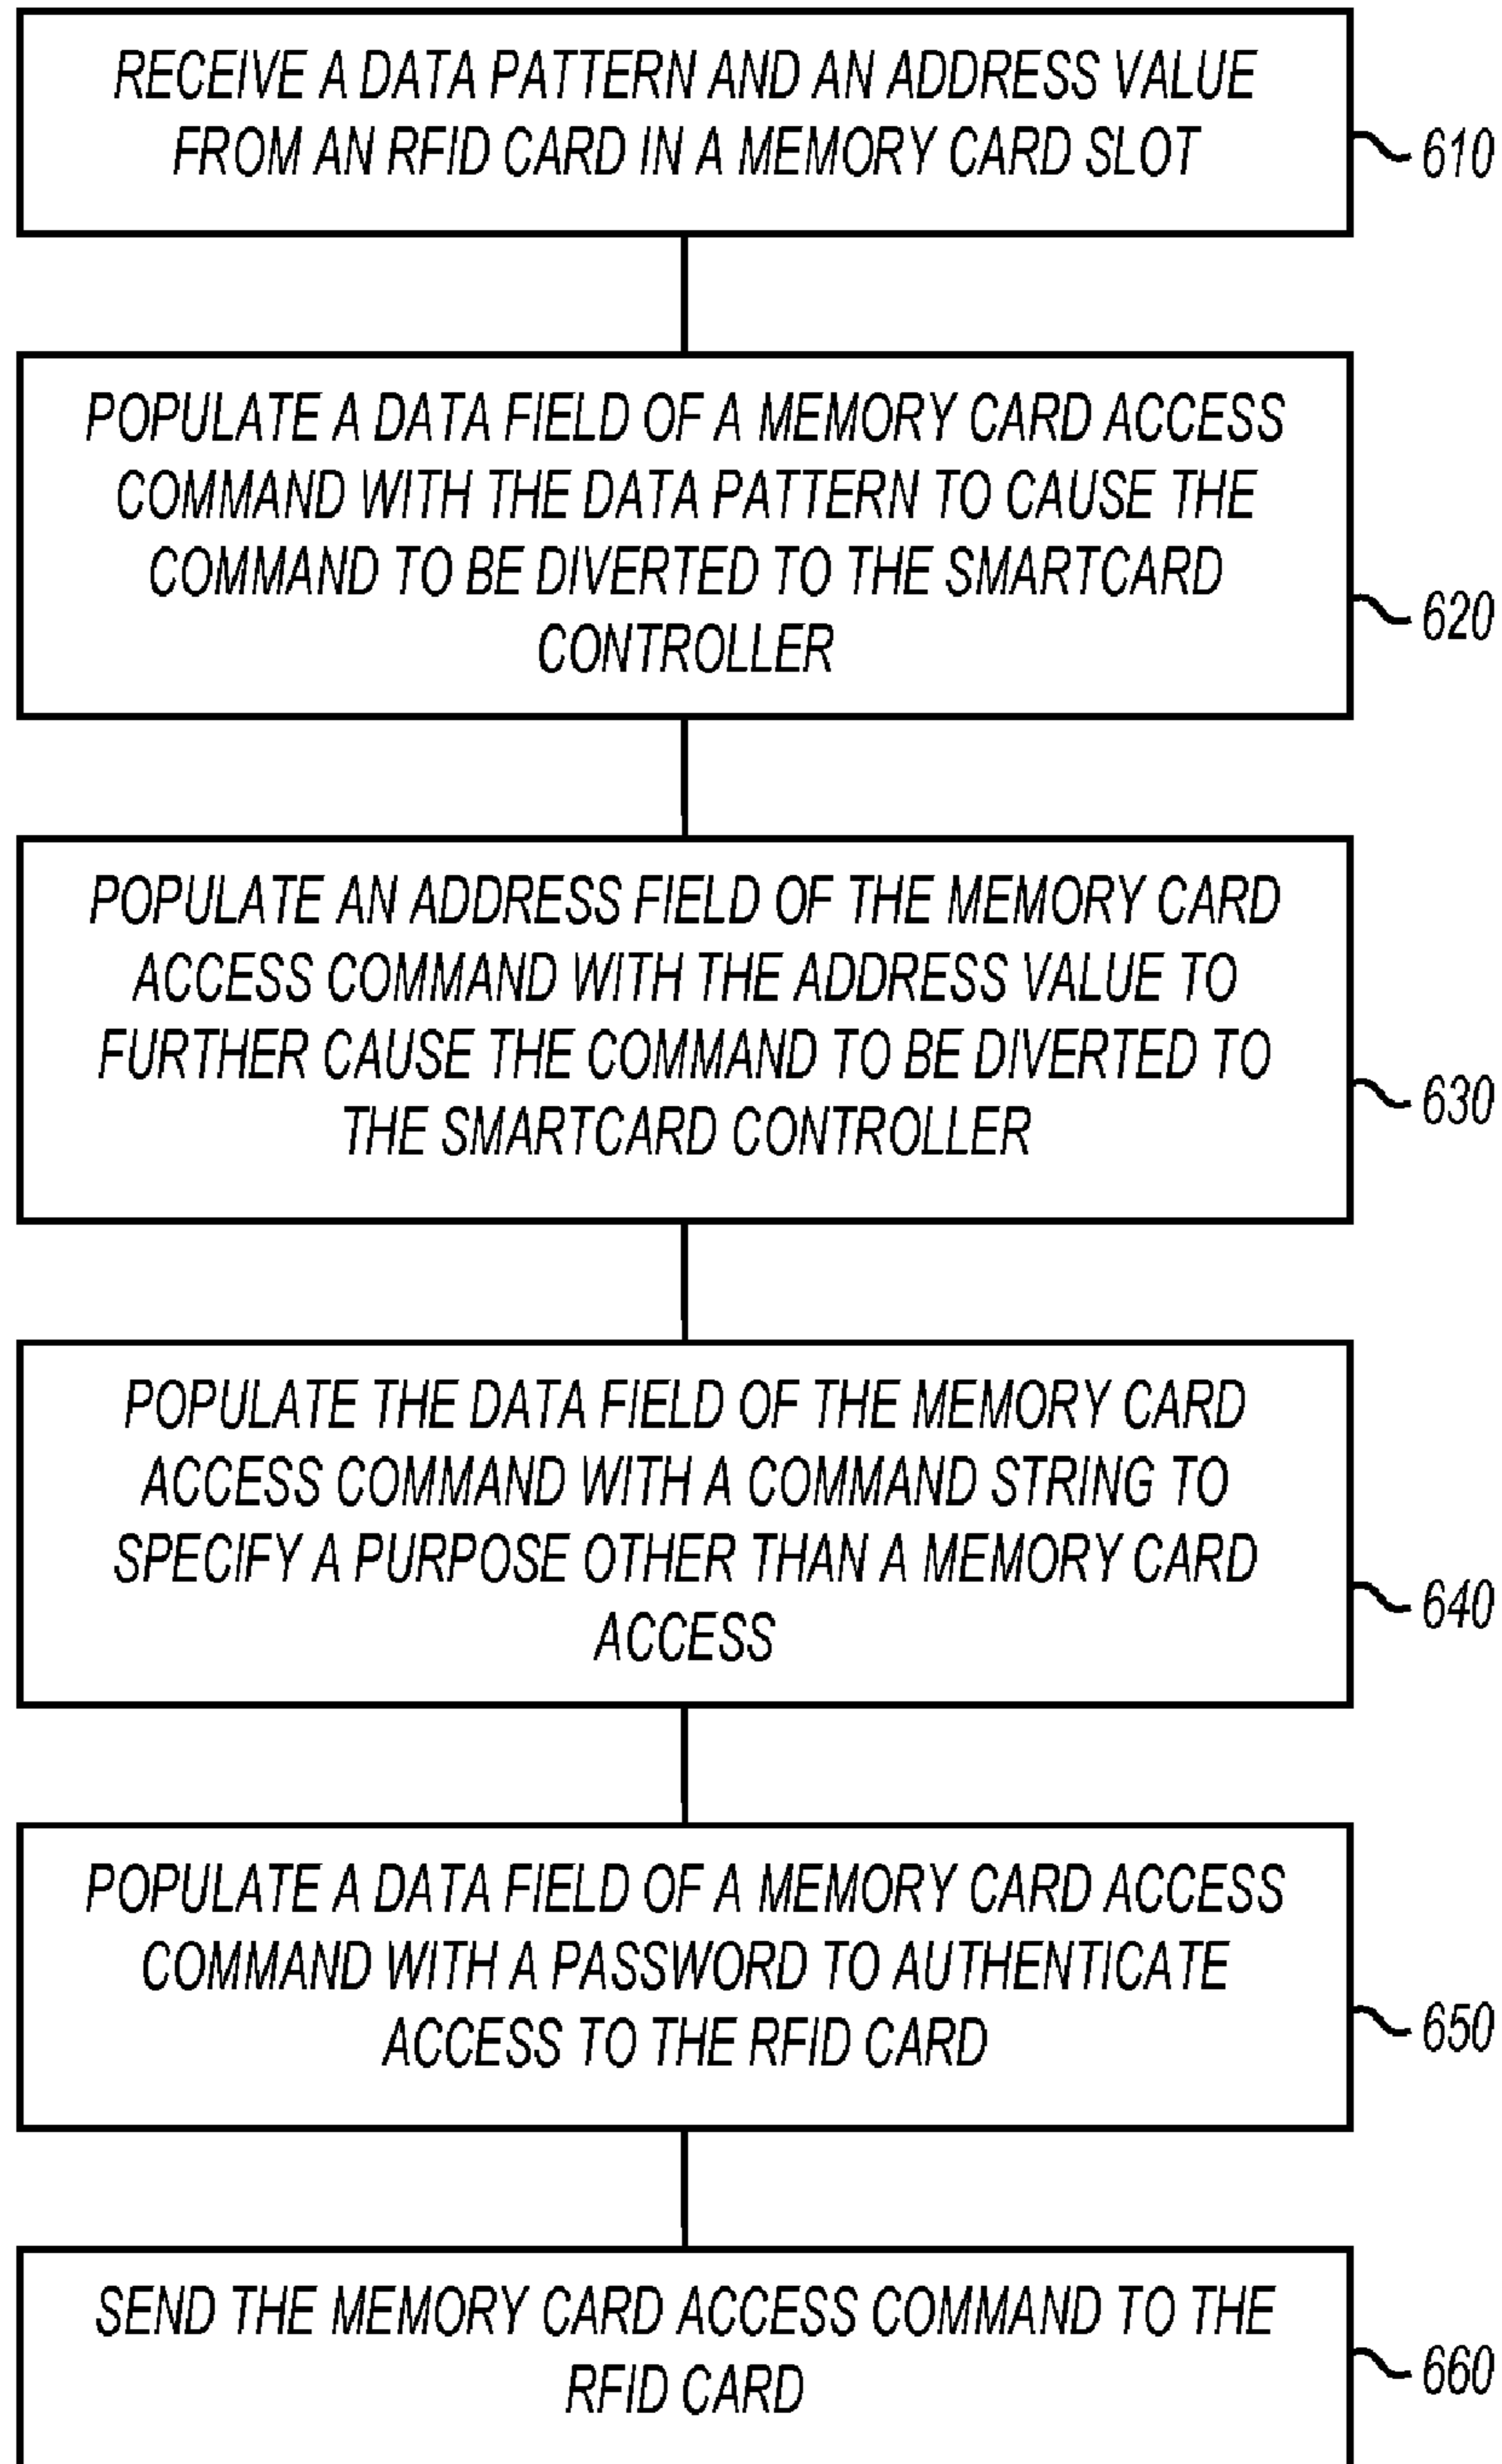 RECEIVE A DATA PATTERN AND AN ADDRESS VALUE
FROM AN RFID CARD IN A MEMORY CARD SLOT
610
POPULATE A DATA FIELD OF A MEMORY CARD ACCESS
COMMAND WITH THE DATA PATTERN TO CAUSE THE
COMMAND TO BE DIVERTED TO THE SMARTCARD
CONTROLLER
620
POPULATE AN ADDRESS FIELD OF THE MEMORY CARD
ACCESS COMMAND WITH THE ADDRESS VALUE TO
FURTHER CAUSE THE COMMAND TO BE DIVERTED TO
THE SMARTCARD CONTROLLER
630
POPULATE THE DATA FIELD OF THE MEMORY CARD
ACCESS COMMAND WITH A COMMAND STRING TO
SPECIFY A PURPOSE OTHER THAN A MEMORY CARD
ACCESS
640
POPULATE A DATA FIELD OF A MEMORY CARD ACCESS
COMMAND WITH A PASSWORD TO AUTHENTICATE
ACCESS TO THE RFID CARD
650
SEND THE MEMORY CARD ACCESS COMMAND TO THE
RFID CARD
660